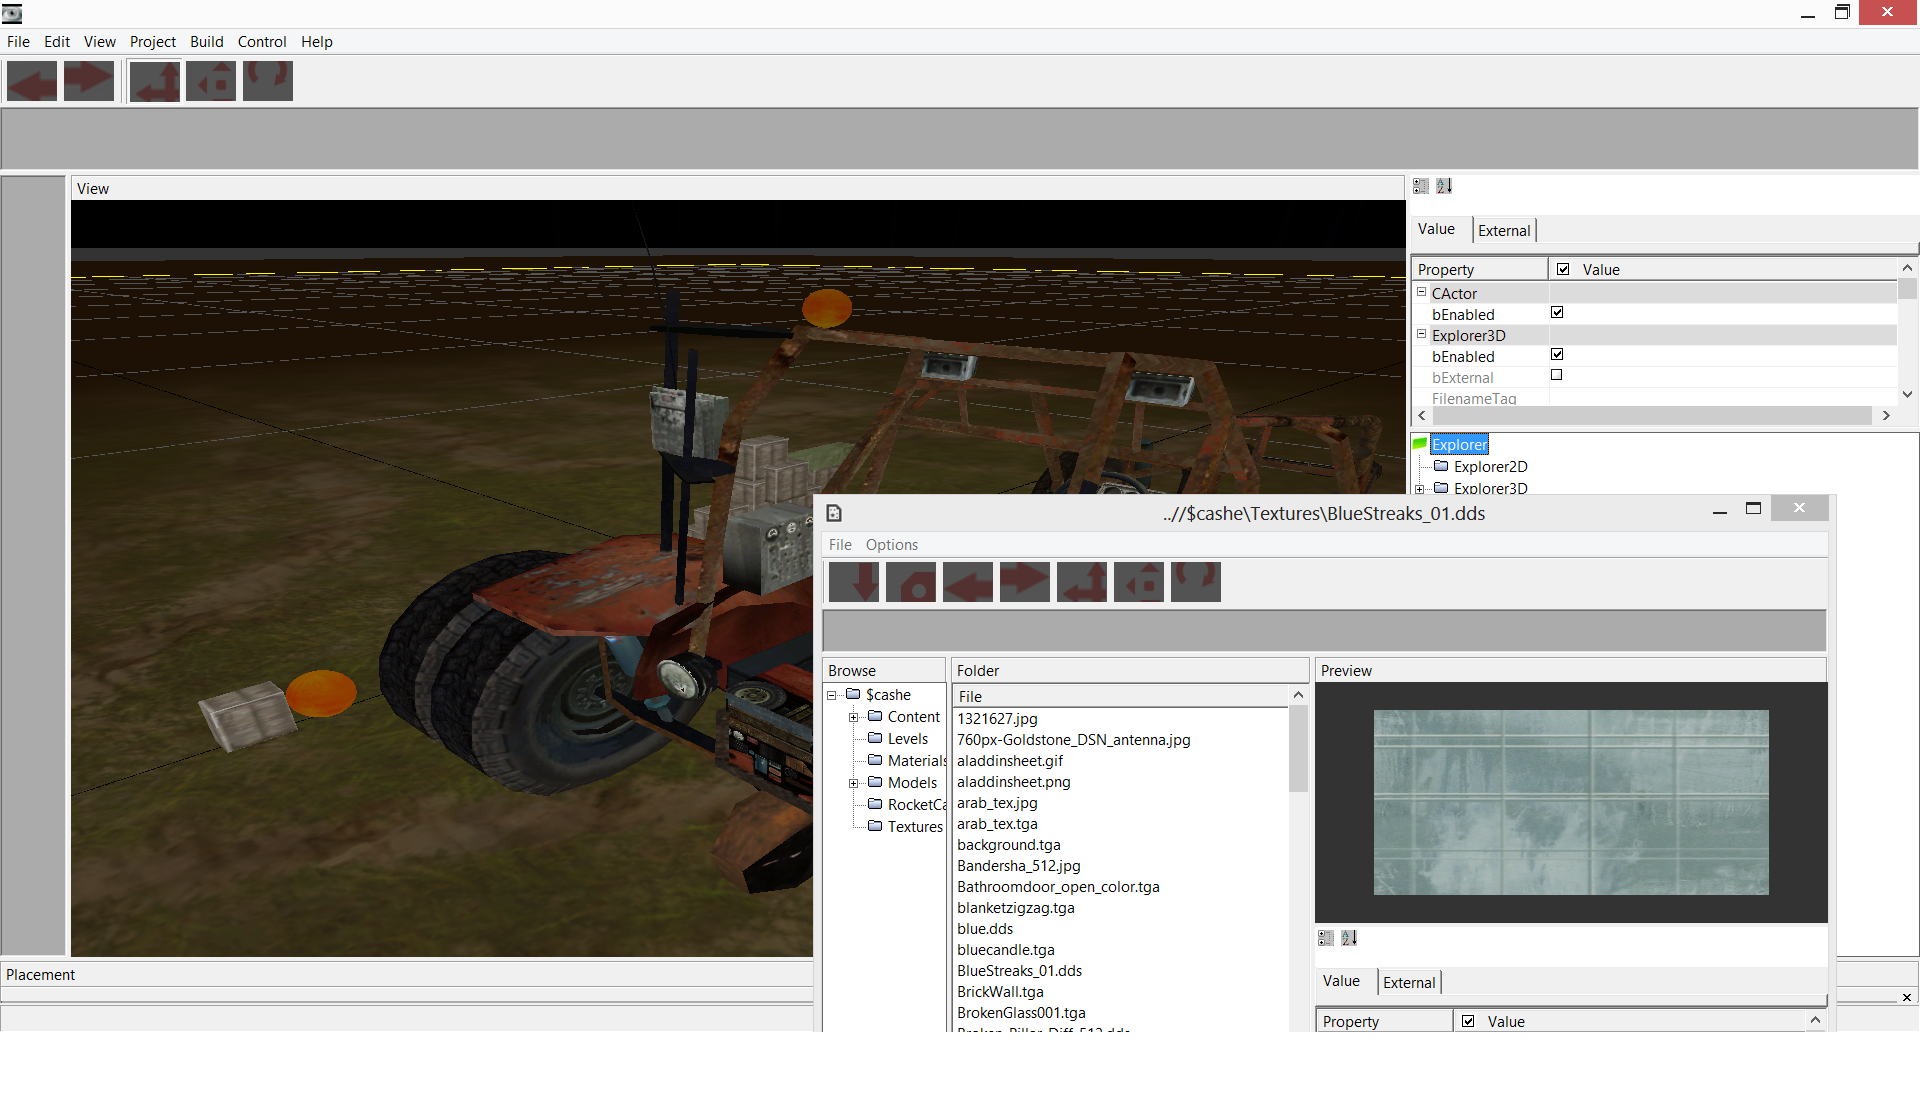 File Edit View Project Build Control Help
View
Value External
Property Value
CActor
bEnabled
Explorer3D
bEnabled
bExternal
FilenameTag
Explorer
Explorer2D
Explorer3D
..//$cashe\Textures\BlueStreaks_01.dds
File Options
Browse
$cashe
Content
Levels
Materials
Models
RocketCa
Textures
Folder
File
1321627.jpg
760px-Goldstone_DSN_antenna.jpg
aladdinsheet.gif
aladdinsheet.png
arab_tex.jpg
arab_tex.tga
background.tga
Bandersha_512.jpg
Bathroomdoor_open_color.tga
blanketzigzag.tga
blue.dds
bluecandle.tga
BlueStreaks_01.dds
BrickWall.tga
BrokenGlass001.tga
Broken_Pillar_Diff_512.dds
Preview
Value External
Property Value
Placement